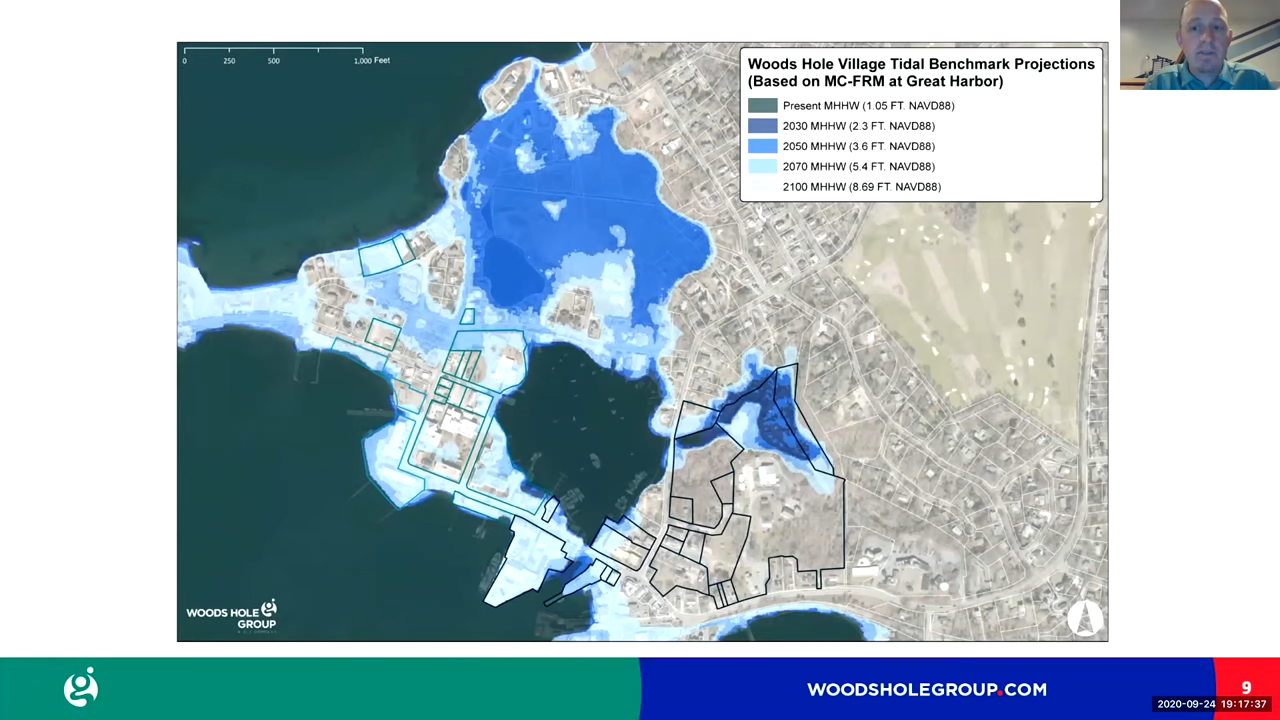 0 250 500 1,000 Feet
Woods Hole Village Tidal Benchmark Projections
(Based on MC-FRM at Great Harbor)
Present MHHW (1.05 FT. NAVD88)
2030 MHHW (2.3 FT. NAVD88)
2050 MHHW (3.6 FT. NAVD88)
2070 MHHW (5.4 FT. NAVD88)
2100 MHHW (8.69 FT. NAVD88)
WOODS HOLE
GROUP
WOODSHOLEGROUP.COM
9
2020-09-24 19:17:37